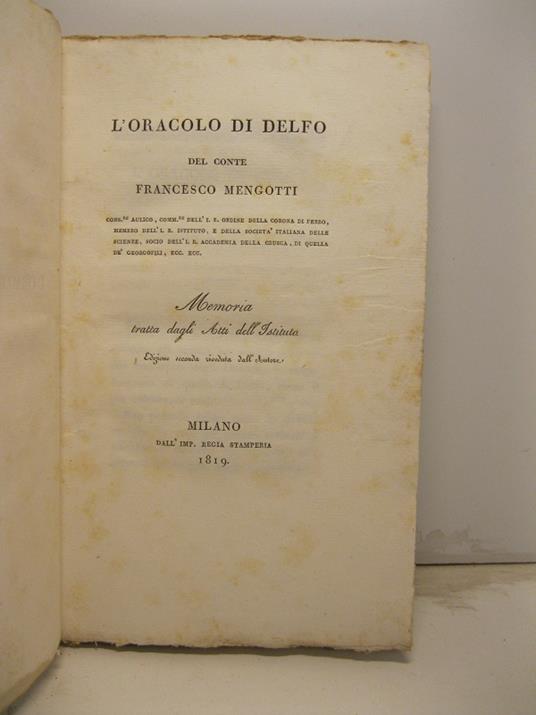 L'ORACOLO DI DELFO
DEL CONTE
FRANCESCO MENGOTTI
CONS.RE AULICO, COMM.RE DELL'I. R. ORDINE DELLA CORONA DI FERRO,
MEMBRO DELL'I. R. ISTITUTO, E DELLA SOCIETA' ITALIANA DELLE
SCIENZE, SOCIO DELL'I. R. ACCADEMIA DELLA CRUSCA, DI QUELLA
DE' GEORGOFILI, ECC. ECC.
Memoria
tratta dagli Atti dell'Istituto
Edizione seconda riveduta dall'Autore.
MILANO
DALL'IMP. REGIA STAMPERIA
1819.